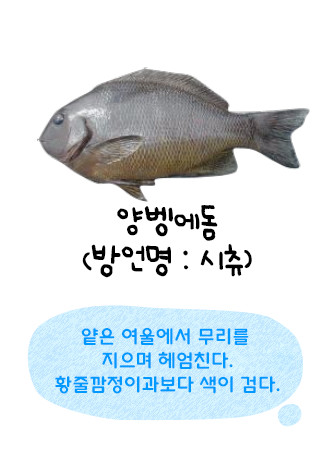 양벵에돔
(방언명 : 시츄)
얕은 여울에서 무리를
지으며 헤엄친다.
황줄깜정이과보다 색이 검다.